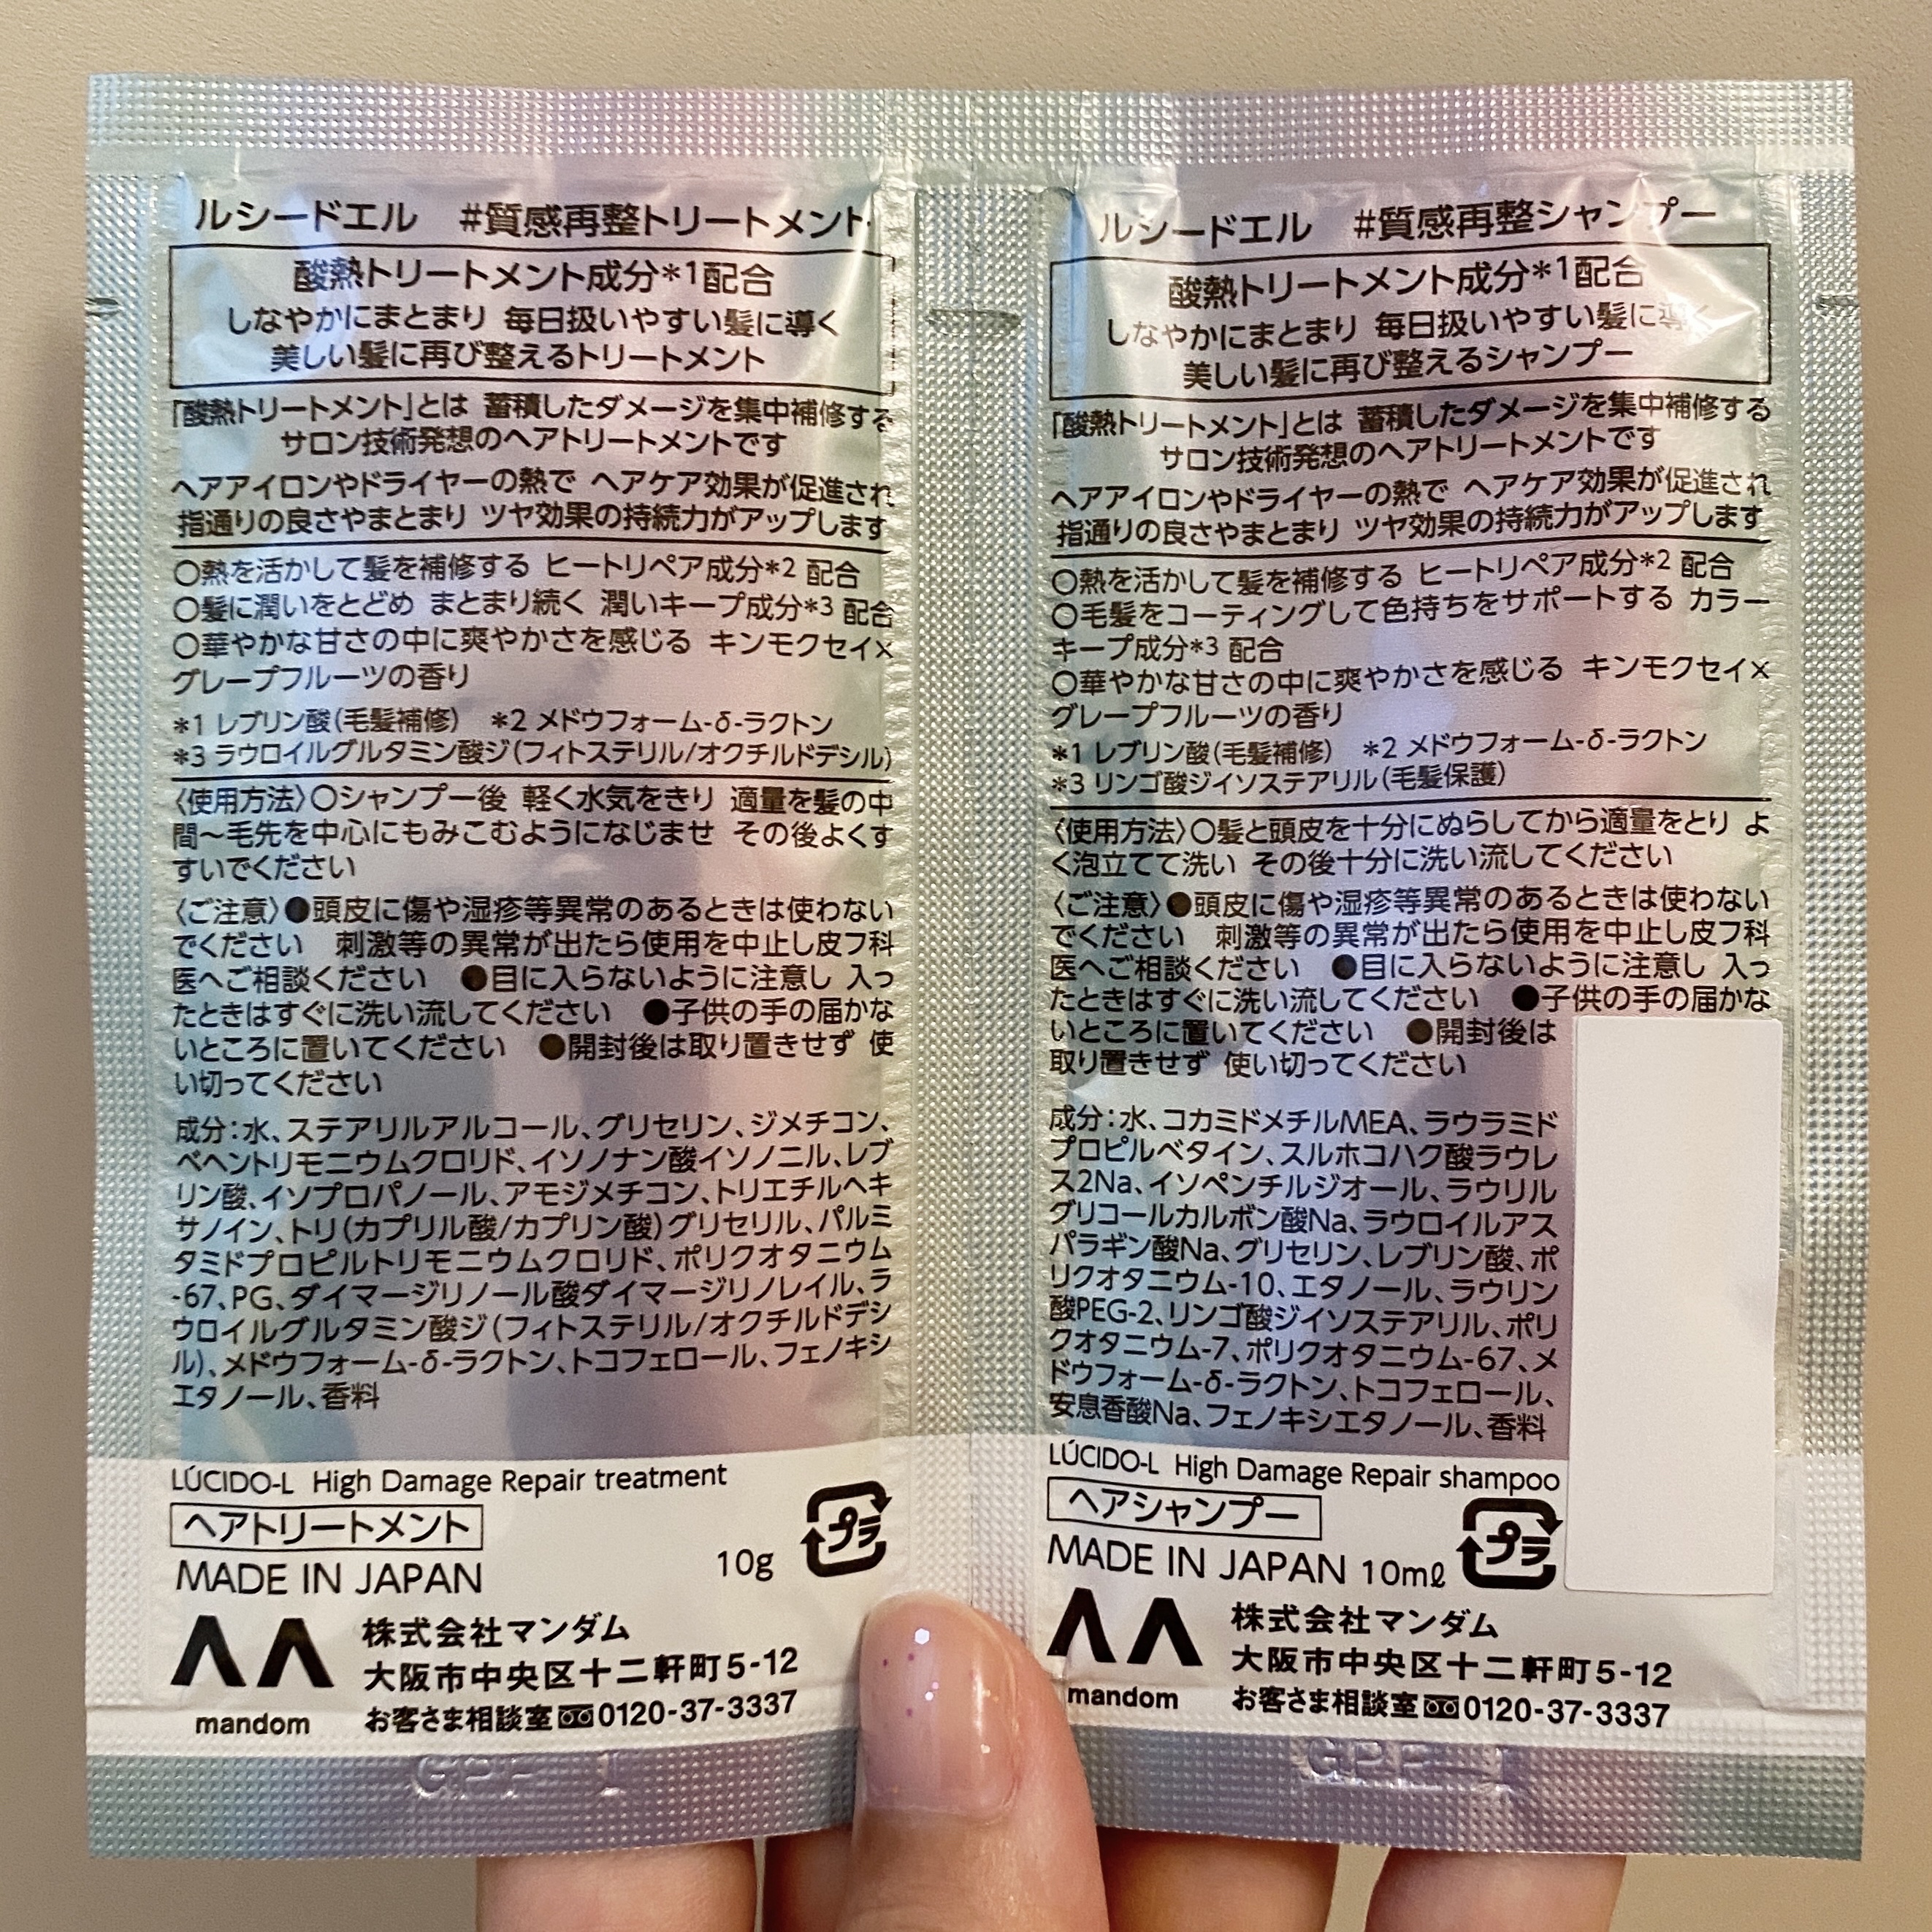 ルシードエル #質感再整トリートメント
酸熱トリートメント成分*1配合
しなやかにまとまり 毎日扱いやすい髪に導く
美しい髪に再び整えるトリートメント
「酸熱トリートメント」とは 蓄積したダメージを集中補修する
サロン技術発想のヘアトリートメントです
ヘアアイロンやドライヤーの熱で ヘアケア効果が促進され
指通りの良さやまとまり ツヤ効果の持続力がアップします
○熱を活かして髪を補修する ヒートリペア成分*2 配合
○髪に潤いをとどめ まとまり続く 潤いキープ成分*3 配合
○華やかな甘さの中に爽やかさを感じる キンモクセイ×
グレープフルーツの香り
*1 レブリン酸(毛髪補修) *2 メドウフォーム-δ-ラクトン
*3 ラウロイルグルタミン酸ジ(フィトステリル/オクチルドデシル)
〈使用方法〉○シャンプー後 軽く水気をきり 適量を髪の中
間～毛先を中心にもみこむようになじませ その後よくす
すいでください
〈ご注意〉●頭皮に傷や湿疹等異常のあるときは使わない
でください 刺激等の異常が出たら使用を中止し皮フ科
医へご相談ください ●目に入らないように注意し 入っ
たときはすぐに洗い流してください ●子供の手の届かな
いところに置いてください ●開封後は取り置きせず 使
い切ってください
成分:水、ステアリルアルコール、グリセリン、ジメチコン、
ベヘントリモニウムクロリド、イソノナン酸イソノニル、レブ
リン酸、イソプロパノール、アモジメチコン、トリエチルヘキ
サノイン、トリ(カプリル酸/カプリン酸)グリセリル、パルミ
タミドプロピルトリモニウムクロリド、ポリクオタニウム
-67、PG、ダイマージリノール酸ダイマージリノレイル、ラ
ウロイルグルタミン酸ジ(フィトステリル/オクチルドデシ
ル)、メドウフォーム-δ-ラクトン、トコフェロール、フェノキシ
エタノール、香料
LÚCIDO-L High Damage Repair treatment
ヘアトリートメント
MADE IN JAPAN 10g プラ
株式会社マンダム
大阪市中央区十二軒町5-12
mandom お客さま相談室 0120-37-3337
GPF 1
ルシードエル #質感再整シャンプー
酸熱トリートメント成分*1配合
しなやかにまとまり 毎日扱いやすい髪に導く
美しい髪に再び整えるシャンプー
「酸熱トリートメント」とは 蓄積したダメージを集中補修する
サロン技術発想のヘアトリートメントです
ヘアアイロンやドライヤーの熱で ヘアケア効果が促進され
指通りの良さやまとまり ツヤ効果の持続力がアップします
○熱を活かして髪を補修する ヒートリペア成分*2 配合
○毛髪をコーティングして色持ちをサポートする カラー
キープ成分*3 配合
○華やかな甘さの中に爽やかさを感じる キンモクセイ×
グレープフルーツの香り
*1 レブリン酸(毛髪補修) *2 メドウフォーム-δ-ラクトン
*3 リンゴ酸ジイソステアリル(毛髪保護)
〈使用方法〉○髪と頭皮を十分にぬらしてから適量をとり よ
く泡立てて洗い その後十分に洗い流してください
〈ご注意〉●頭皮に傷や湿疹等異常のあるときは使わない
でください 刺激等の異常が出たら使用を中止し皮フ科
医へご相談ください ●目に入らないように注意し 入っ
たときはすぐに洗い流してください ●子供の手の届かな
いところに置いてください ●開封後は
取り置きせず 使い切ってください
成分:水、コカミドメチルMEA、ラウラミド
プロピルベタイン、スルホコハク酸ラウレ
ス2Na、イソペンチルジオール、ラウリル
グリコールカルボン酸Na、ラウロイルアス
パラギン酸Na、グリセリン、レブリン酸、ポ
リクオタニウム-10、エタノール、ラウリン
酸PEG-2、リンゴ酸ジイソステアリル、ポリ
クオタニウム-7、ポリクオタニウム-67、メ
ドウフォーム-δ-ラクトン、トコフェロール、
安息香酸Na、フェノキシエタノール、香料
LÚCIDO-L High Damage Repair shampoo
ヘアシャンプー
MADE IN JAPAN 10mℓ プラ
株式会社マンダム
大阪市中央区十二軒町5-12
mandom お客さま相談室 0120-37-3337
GPF 1